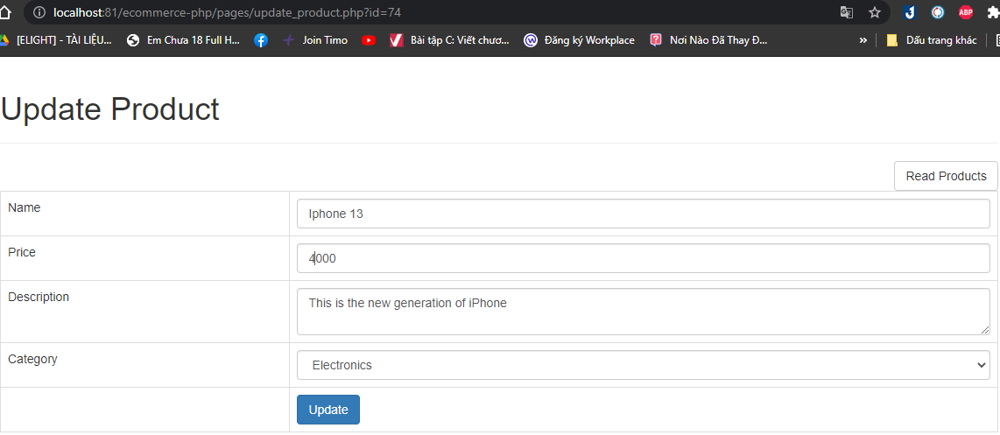 localhost:81/ecommerce-php/pages/update_product.php?id=74
ABP
[ELIGHT] - TÀI LIỆU... Em Chưa 18 Full H... Join Timo Bài tập C: Viết chươ... Đăng ký Workplace Nơi Nào Đã Thay Đ... » Dấu trang khác
Update Product
Read Products
Name Iphone 13
Price 4000
Description This is the new generation of iPhone
Category Electronics
Update